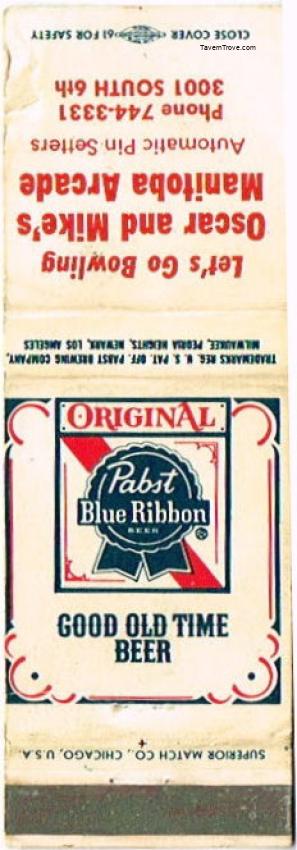 TavernTrove.com
CLOSE COVER 61 FOR SAFETY
Let's Go Bowling
Oscar and Mike's
Manitoba Arcade
Automatic Pin Setters
Phone 744-3331
3001 SOUTH 6th
TRADEMARKS REG. U. S. PAT. OFF. PABST BREWING COMPANY,
MILWAUKEE, PEORIA HEIGHTS, NEWARK, LOS ANGELES
ORIGINAL
Pabst
Blue Ribbon
BEER
®
GOOD OLD TIME
BEER
SUPERIOR MATCH CO., CHICAGO, U.S.A.